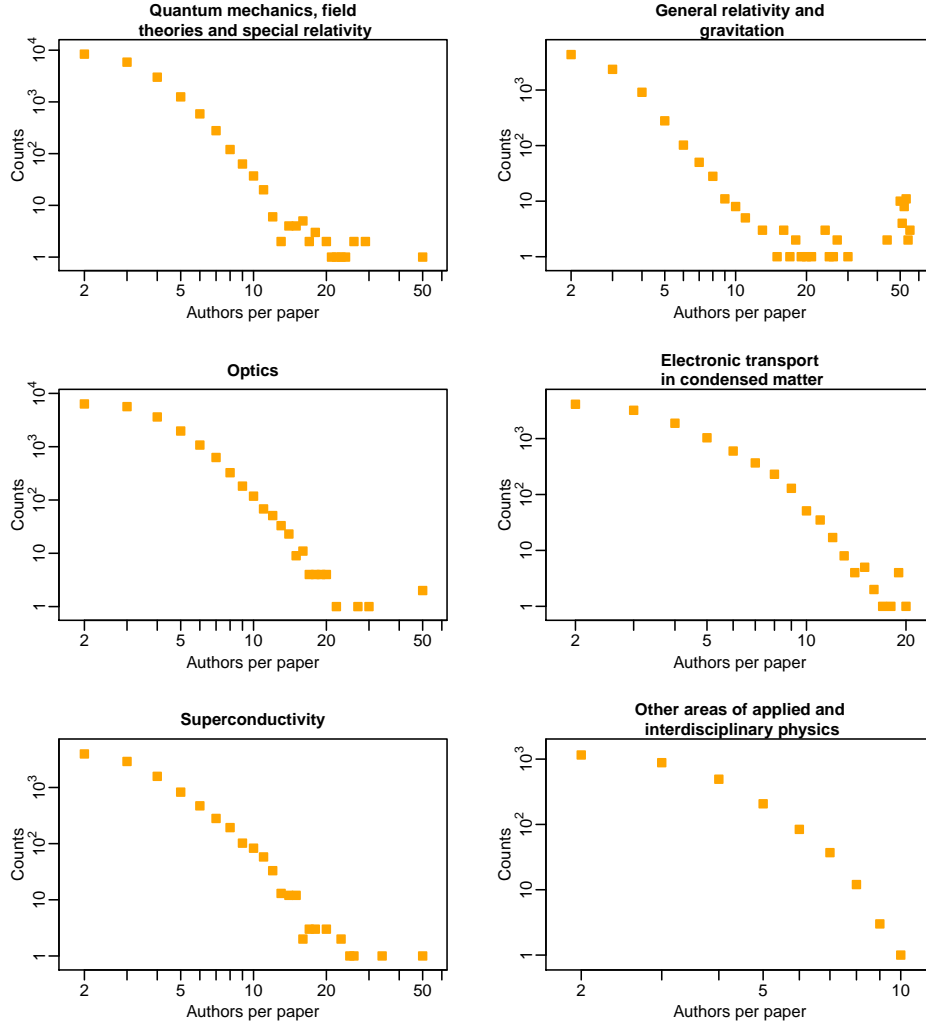 Quantum mechanics, field
theories and special relativity
Counts
10^4
10^3
10^2
10
1
2
5
10
20
50
Authors per paper
General relativity and
gravitation
Counts
10^3
10^2
10
1
2
5
10
20
50
Authors per paper
Optics
Counts
10^4
10^3
10^2
10
1
2
5
10
20
50
Authors per paper
Electronic transport
in condensed matter
Counts
10^3
10^2
10
1
2
5
10
20
Authors per paper
Superconductivity
Counts
10^3
10^2
10
1
2
5
10
20
50
Authors per paper
Other areas of applied and
interdisciplinary physics
Counts
10^3
10^2
10
1
2
5
10
Authors per paper